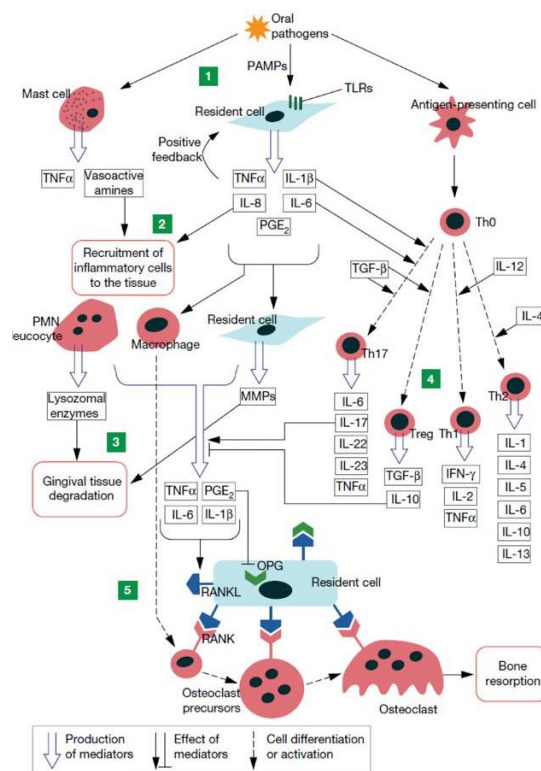 Oral
pathogens
1
PAMPs
Mast cell
TLRs
Resident cell
Antigen-presenting cell
Positive
feedback
TNFα
Vasoactive
amines
TNFα
IL-1β
IL-8
IL-6
PGE2
Th0
2
Recruitment of
inflammatory cells
to the tissue
TGF-β
IL-12
IL-4
PMN
leucocyte
Macrophage
Resident cell
Th17
4
Th2
Lysozomal
enzymes
MMPs
IL-6
IL-17
IL-22
IL-23
TNFα
Treg
Th1
3
Gingival tissue
degradation
TGF-β
IL-10
IFN-γ
IL-2
TNFα
IL-1
IL-4
IL-5
IL-6
IL-10
IL-13
TNFα
PGE2
IL-6
IL-1β
OPG
Resident cell
5
RANKL
RANK
Osteoclast
precursors
Osteoclast
Bone
resorption
Production
of mediators
Effect of
mediators
Cell differentiation
or activation